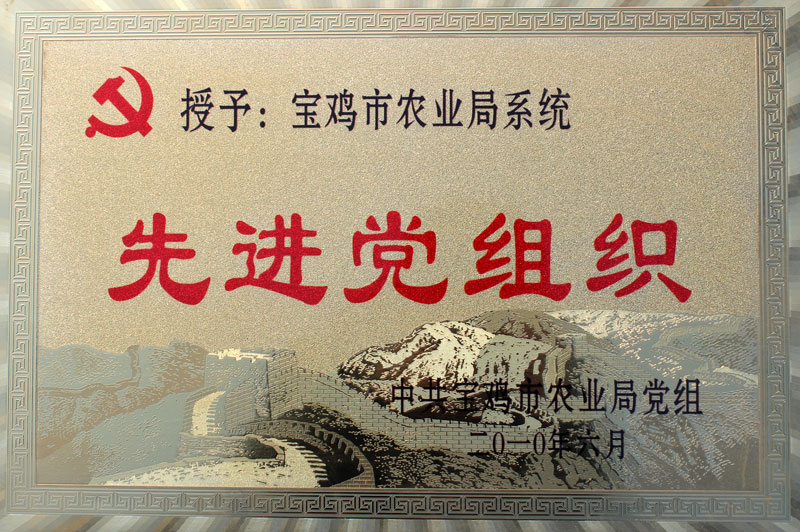 授予：宝鸡市农业局系统
先进党组织
中共宝鸡市农业局党组
二0一0年六月